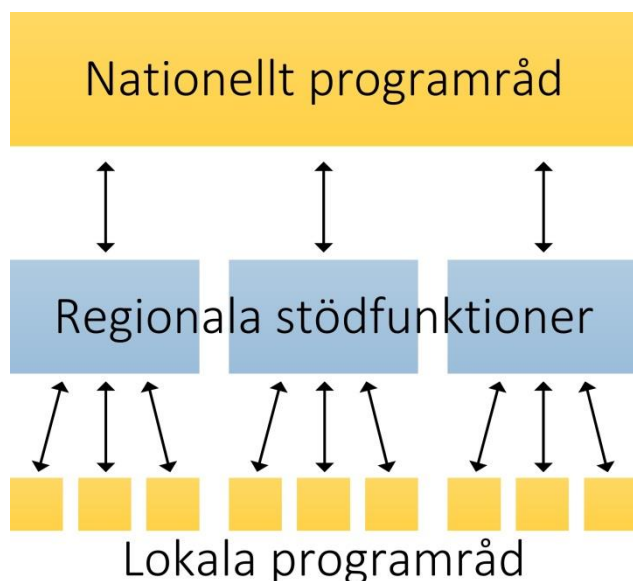 Nationellt programråd
Regionala stödfunktioner
Lokala programråd